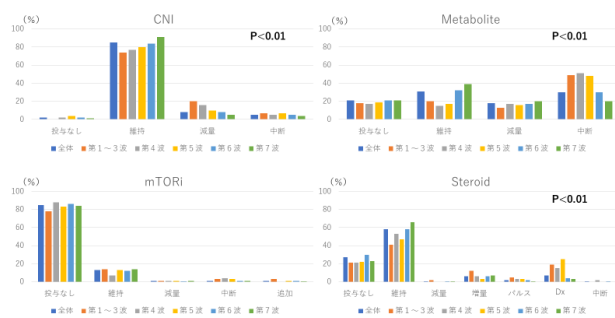 CNI
(%)
P<0.01
100
80
60
40
20
0
投与なし 維持 減量 中断
全体 第1～3波 第4波 第5波 第6波 第7波
Metabolite
(%)
P<0.01
100
80
60
40
20
0
投与なし 維持 減量 中断
全体 第1～3波 第4波 第5波 第6波 第7波
mTORi
(%)
100
80
60
40
20
0
投与なし 維持 減量 中断 追加
全体 第1～3波 第4波 第5波 第6波 第7波
Steroid
(%)
P<0.01
100
80
60
40
20
0
投与なし 維持 減量 増量 パルス Dx 中断
全体 第1～3波 第4波 第5波 第6波 第7波